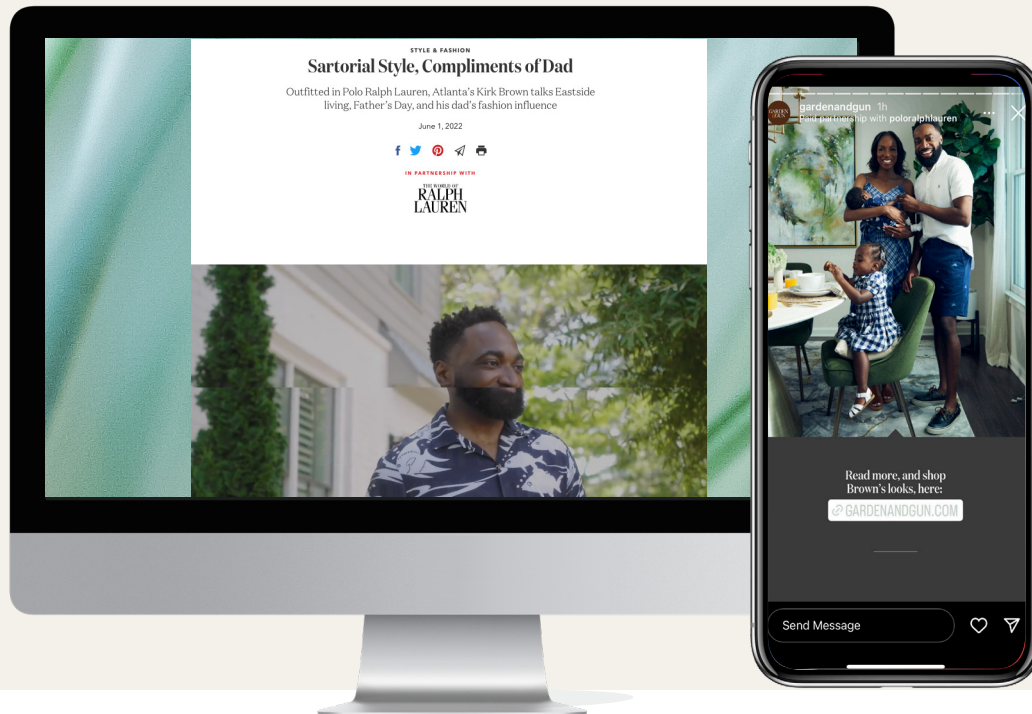 STYLE & FASHION
Sartorial Style, Compliments of Dad
Outfitted in Polo Ralph Lauren, Atlanta's Kirk Brown talks Eastside
living, Father's Day, and his dad's fashion influence
June 1, 2022
IN PARTNERSHIP WITH
THE WORLD OF
RALPH
LAUREN
GARDEN
&GUN
gardenandgun 1h
Paid partnership with poloralphlauren
Read more, and shop
Brown's looks, here:
GARDENANDGUN.COM
Send Message